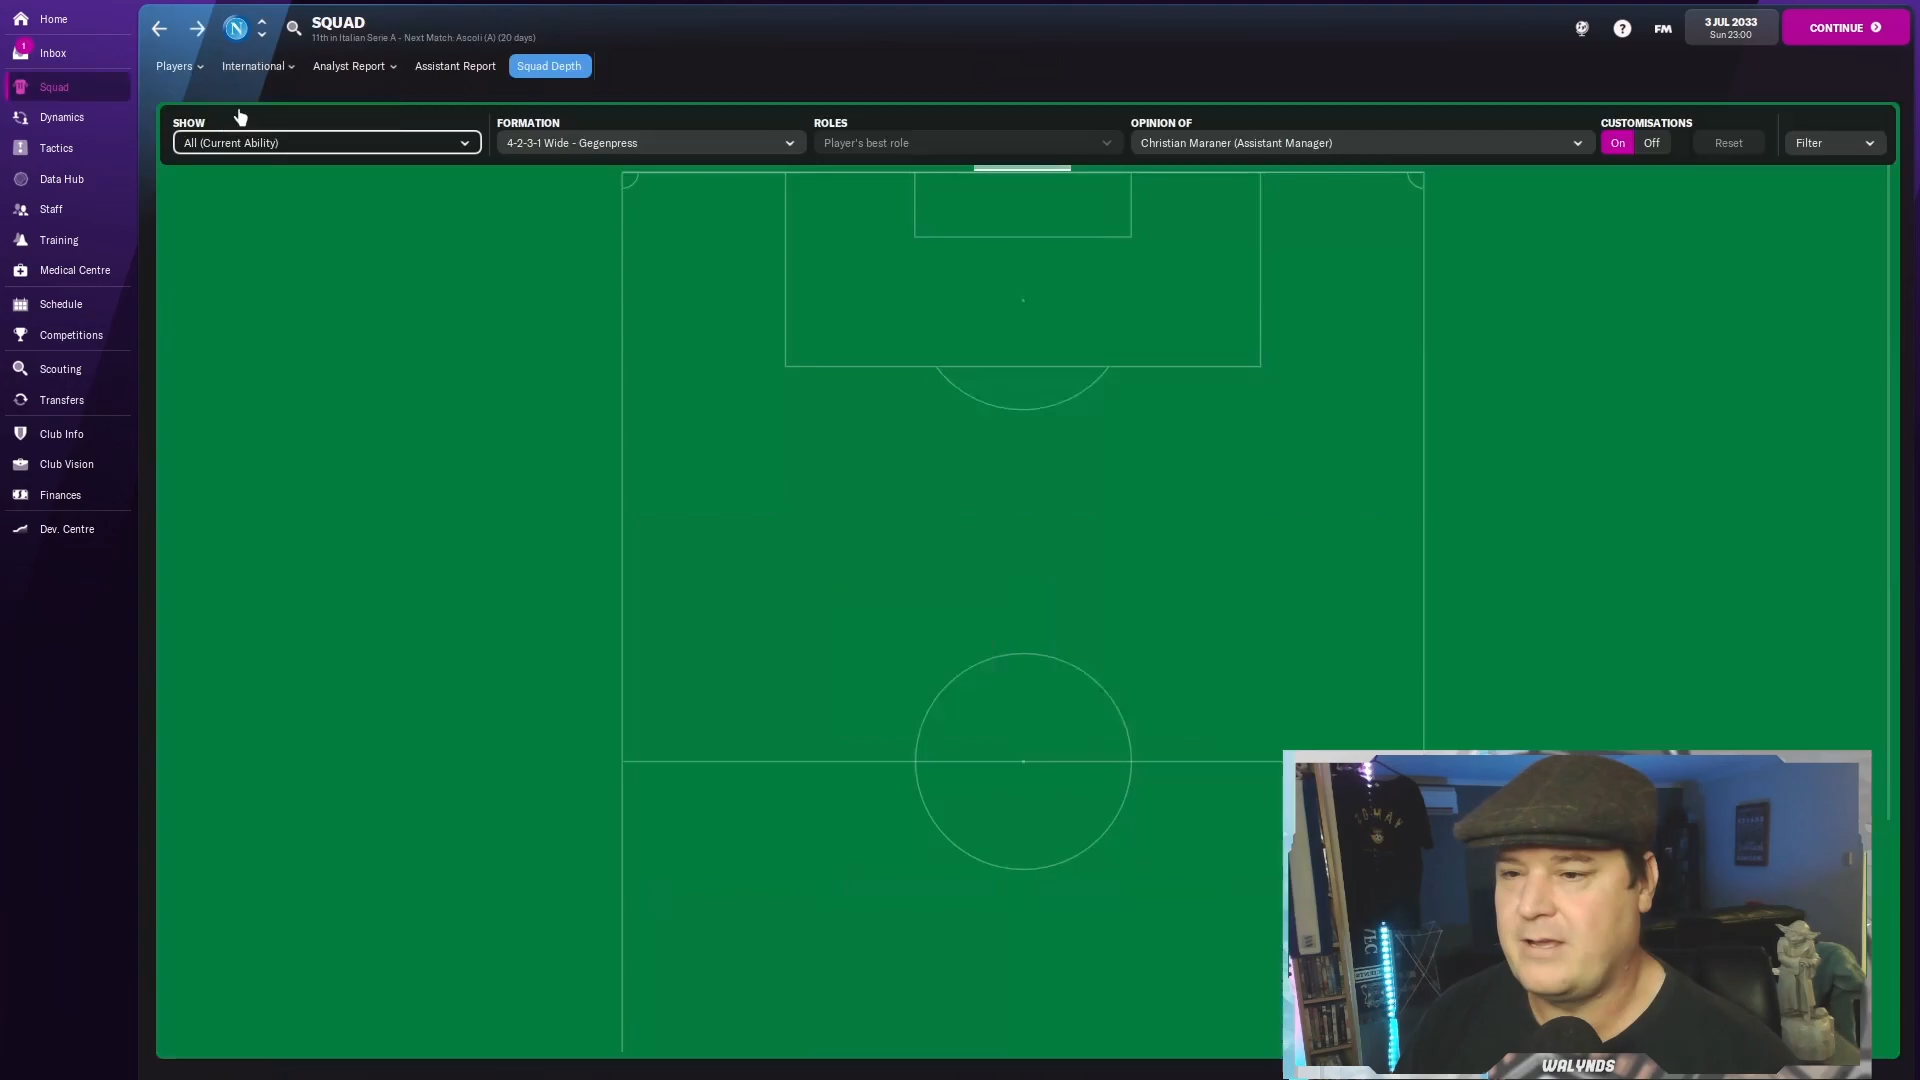 Home
1
Inbox
Squad
Dynamics
Tactics
Data Hub
Staff
Training
Medical Centre
Schedule
Competitions
Scouting
Transfers
Club Info
Club Vision
Finances
Dev. Centre
N
SQUAD
11th in Italian Serie A - Next Match: Ascoli (A) (20 days)
?
FM
3 JUL 2033
Sun 23:00
CONTINUE
Players
International
Analyst Report
Assistant Report
Squad Depth
SHOW
All (Current Ability)
FORMATION
4-2-3-1 Wide - Gegenpress
ROLES
Player's best role
OPINION OF
Christian Maraner (Assistant Manager)
CUSTOMISATIONS
On
Off
Reset
Filter
WALYNDS